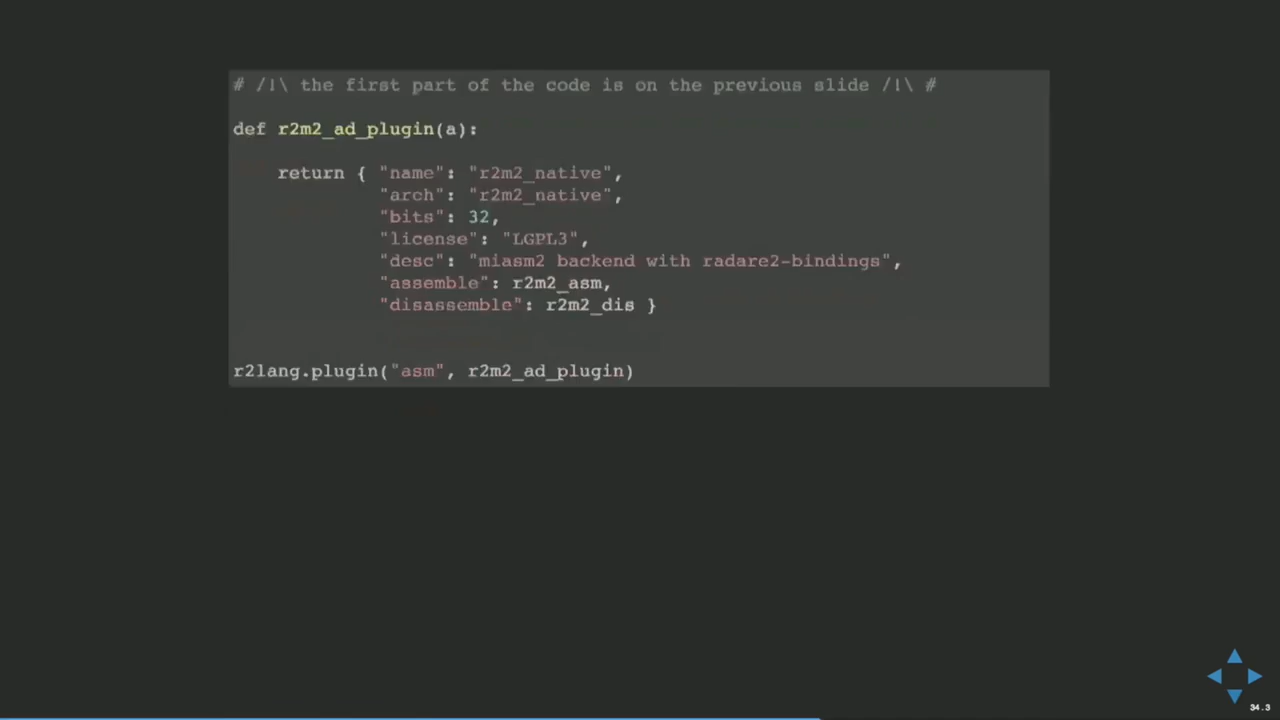 # /!\ the first part of the code is on the previous slide /!\ #
def r2m2_ad_plugin(a):
return { "name": "r2m2_native",
"arch": "r2m2_native",
"bits": 32,
"license": "LGPL3",
"desc": "miasm2 backend with radare2-bindings",
"assemble": r2m2_asm,
"disassemble": r2m2_dis }
r2lang.plugin("asm", r2m2_ad_plugin)
34.3